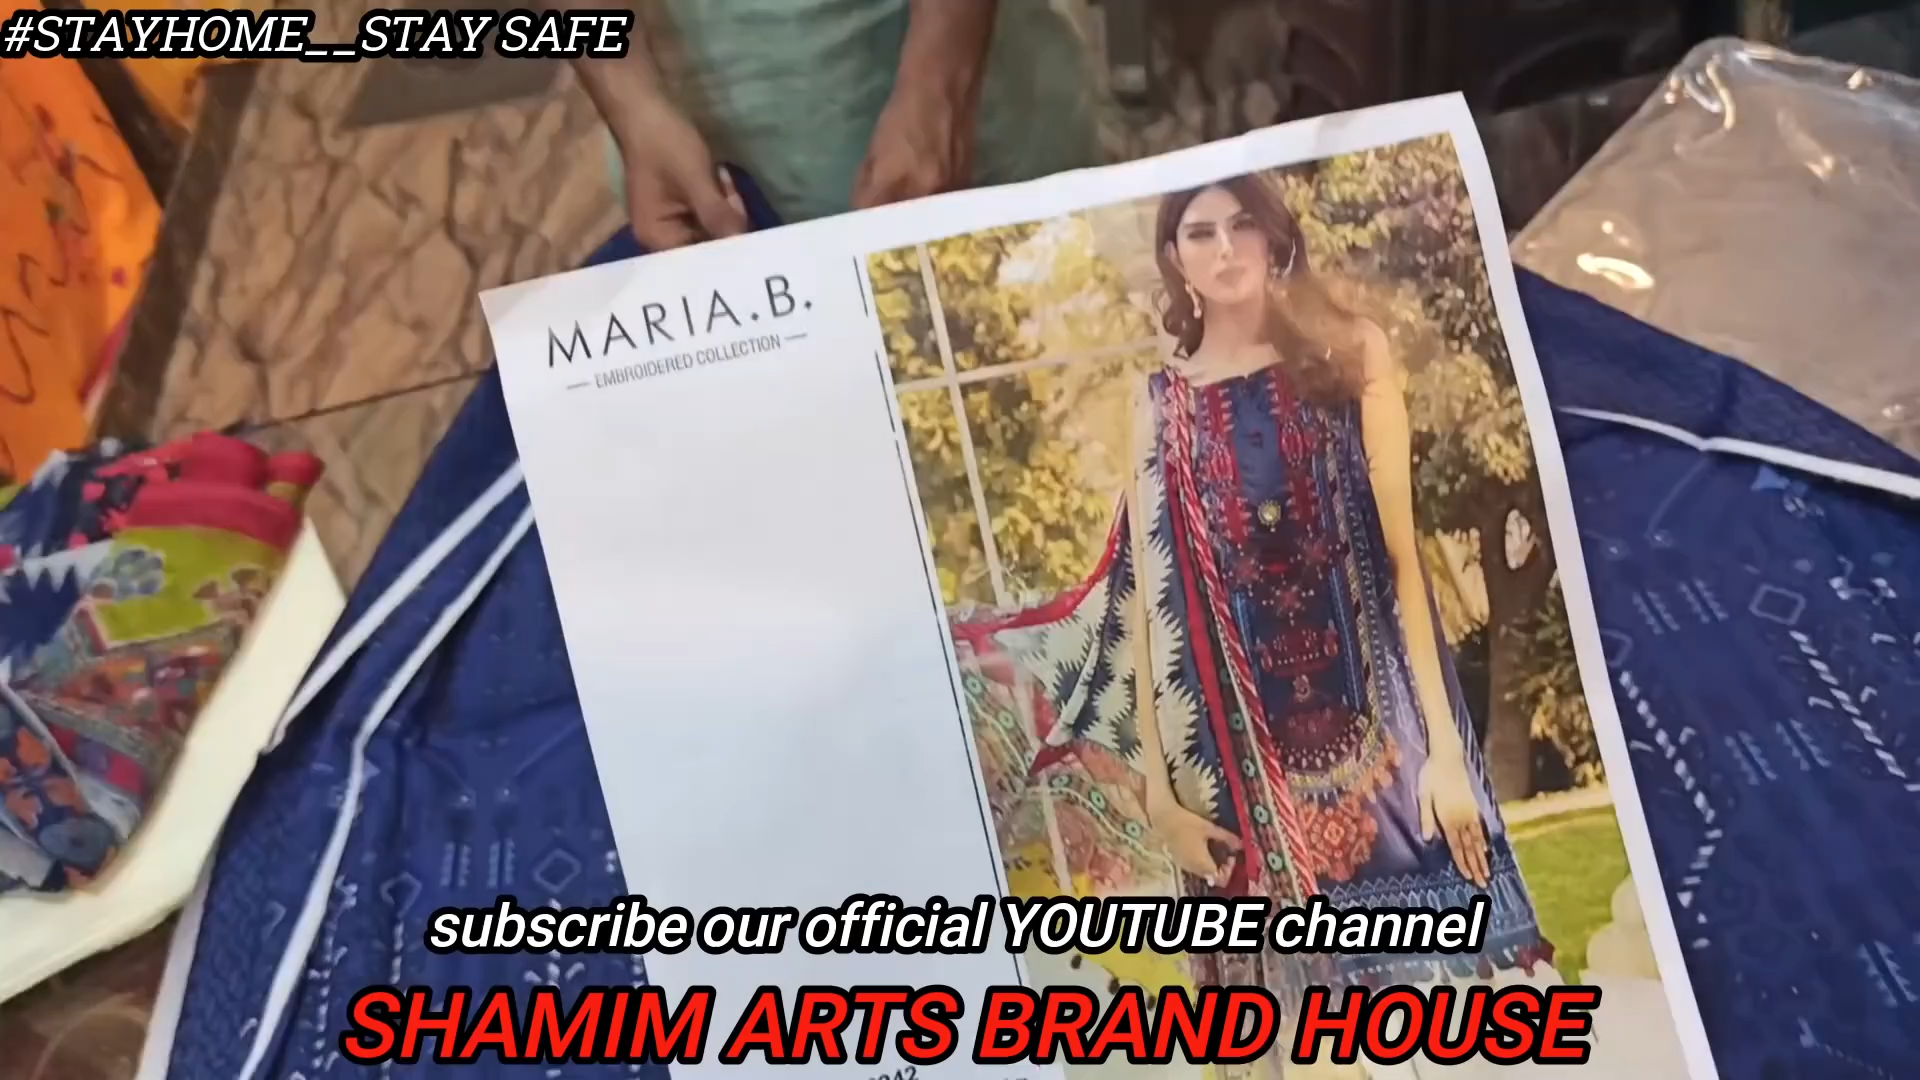 #STAYHOME__STAY SAFE
MARIA.B.
EMBROIDERED COLLECTION
subscribe our official YOUTUBE channel
SHAMIM ARTS BRAND HOUSE